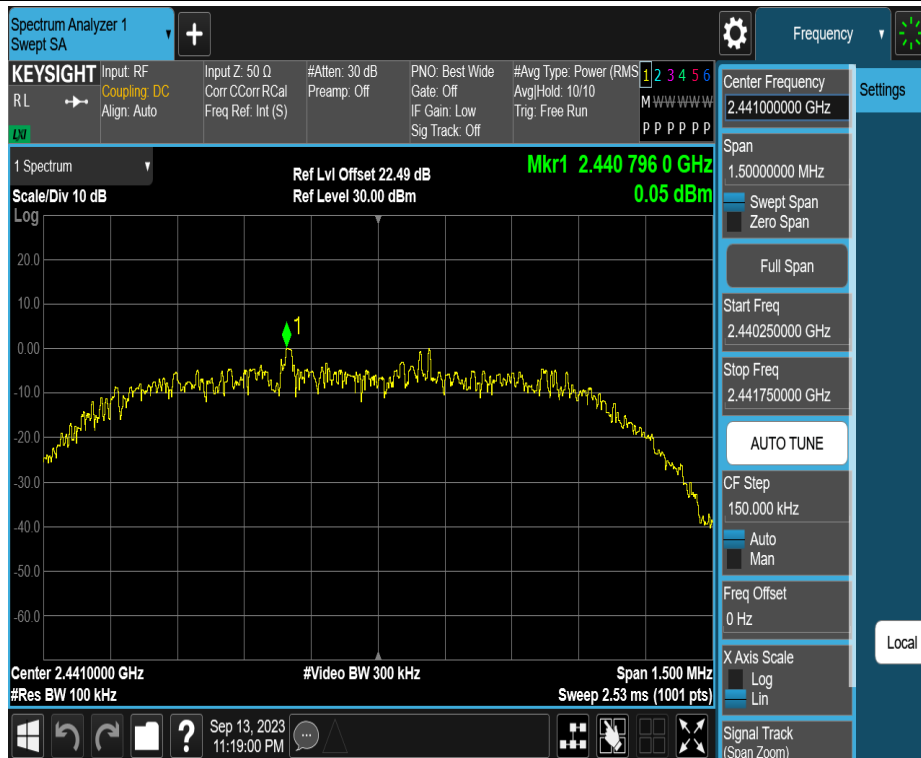 Spectrum Analyzer 1
Swept SA
+
Frequency
KEYSIGHT
R L
LXI
Input: RF
Coupling: DC
Align: Auto
Input Z: 50 Ω
Corr CCorr RCal
Freq Ref: Int (S)
#Atten: 30 dB
Preamp: Off
PNO: Best Wide
Gate: Off
IF Gain: Low
Sig Track: Off
#Avg Type: Power (RMS
Avg|Hold: 10/10
Trig: Free Run
1 2 3 4 5 6
M W W W W W
P P P P P P
1 Spectrum
Scale/Div 10 dB
Log
Ref Lvl Offset 22.49 dB
Ref Level 30.00 dBm
Mkr1 2.440 796 0 GHz
0.05 dBm
20.0
10.0
0.00
-10.0
-20.0
-30.0
-40.0
-50.0
-60.0
1
Center 2.4410000 GHz
#Res BW 100 kHz
#Video BW 300 kHz
Span 1.500 MHz
Sweep 2.53 ms (1001 pts)
Sep 13, 2023
11:19:00 PM
?
Center Frequency
2.441000000 GHz
Settings
Span
1.50000000 MHz
Swept Span
Zero Span
Full Span
Start Freq
2.440250000 GHz
Stop Freq
2.441750000 GHz
AUTO TUNE
CF Step
150.000 kHz
Auto
Man
Freq Offset
0 Hz
Local
X Axis Scale
Log
Lin
Signal Track
(Span Zoom)